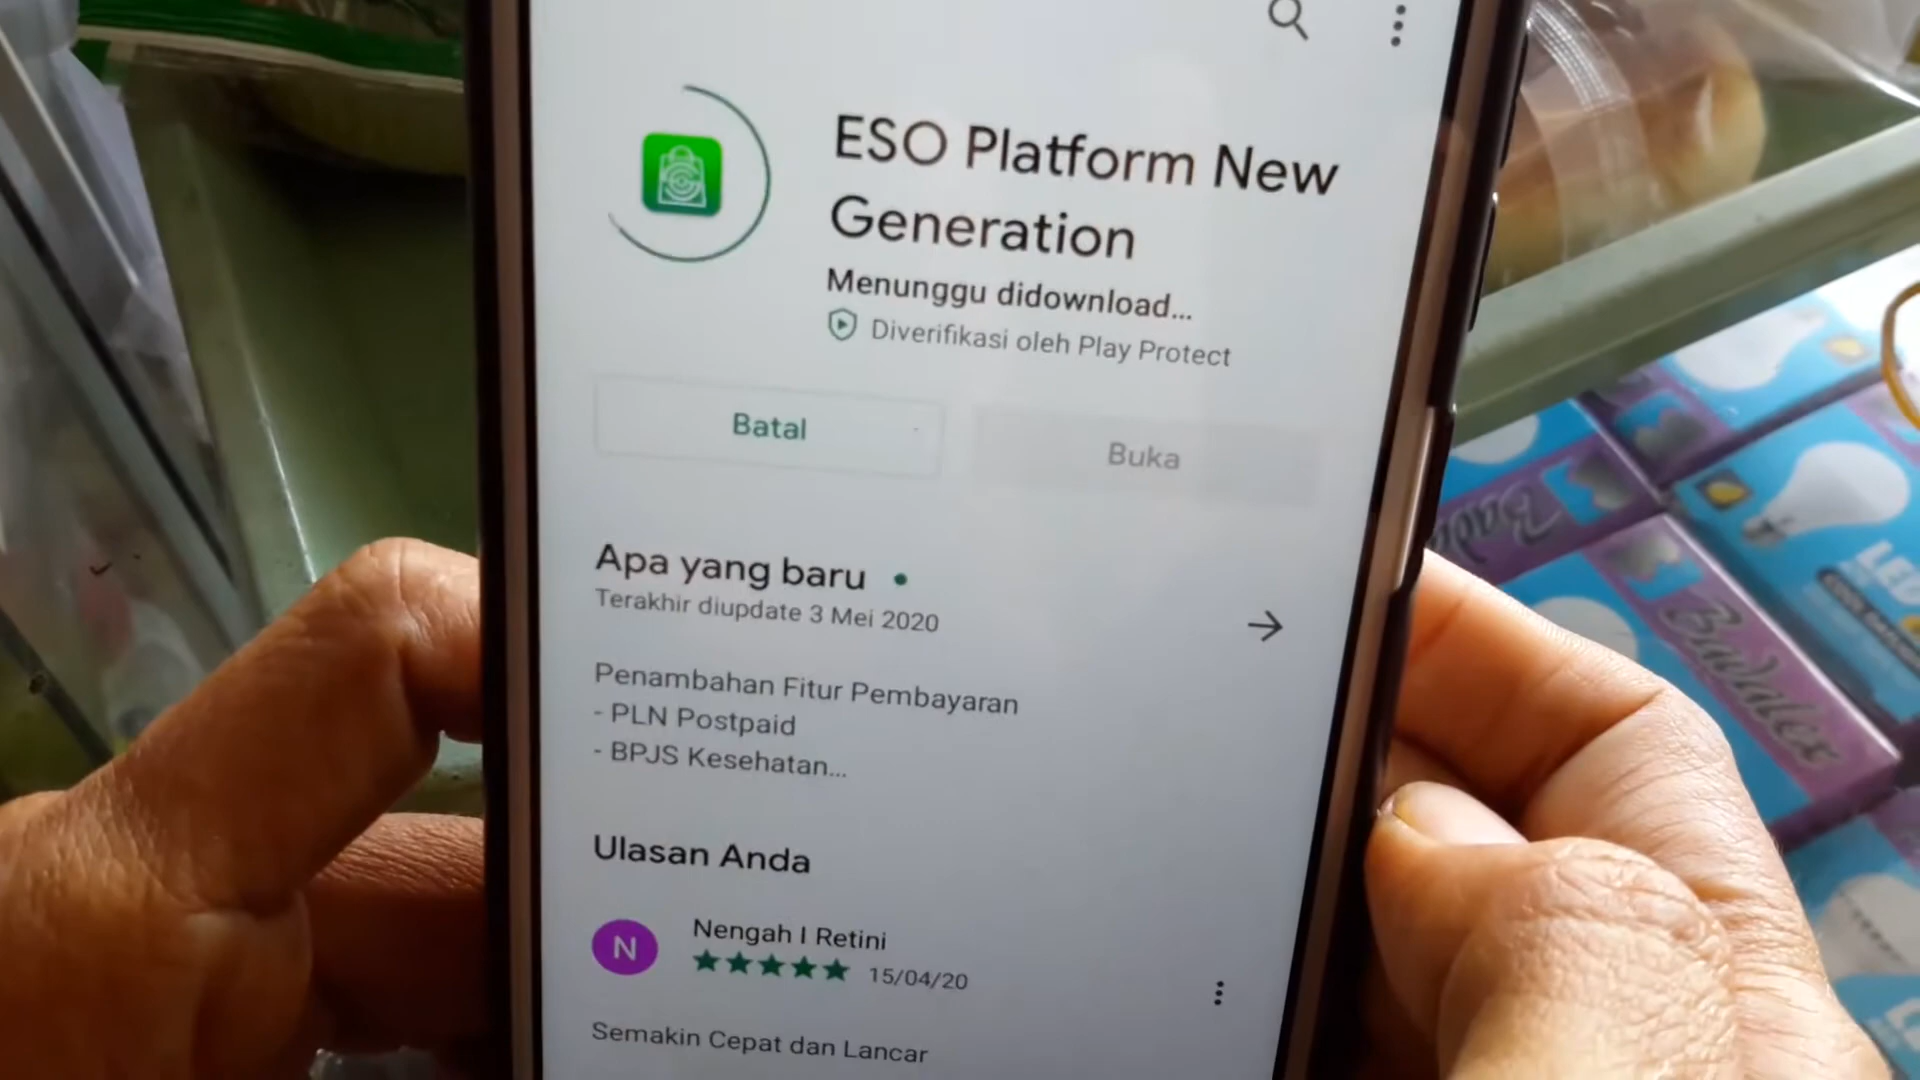 ESO Platform New
Generation
Menunggu didownload...
Diverifikasi oleh Play Protect
Batal
Buka
Apa yang baru
Terakhir diupdate 3 Mei 2020
Penambahan Fitur Pembayaran
- PLN Postpaid
- BPJS Kesehatan...
Ulasan Anda
N
Nengah I Retini
15/04/20
Semakin Cepat dan Lancar
LED